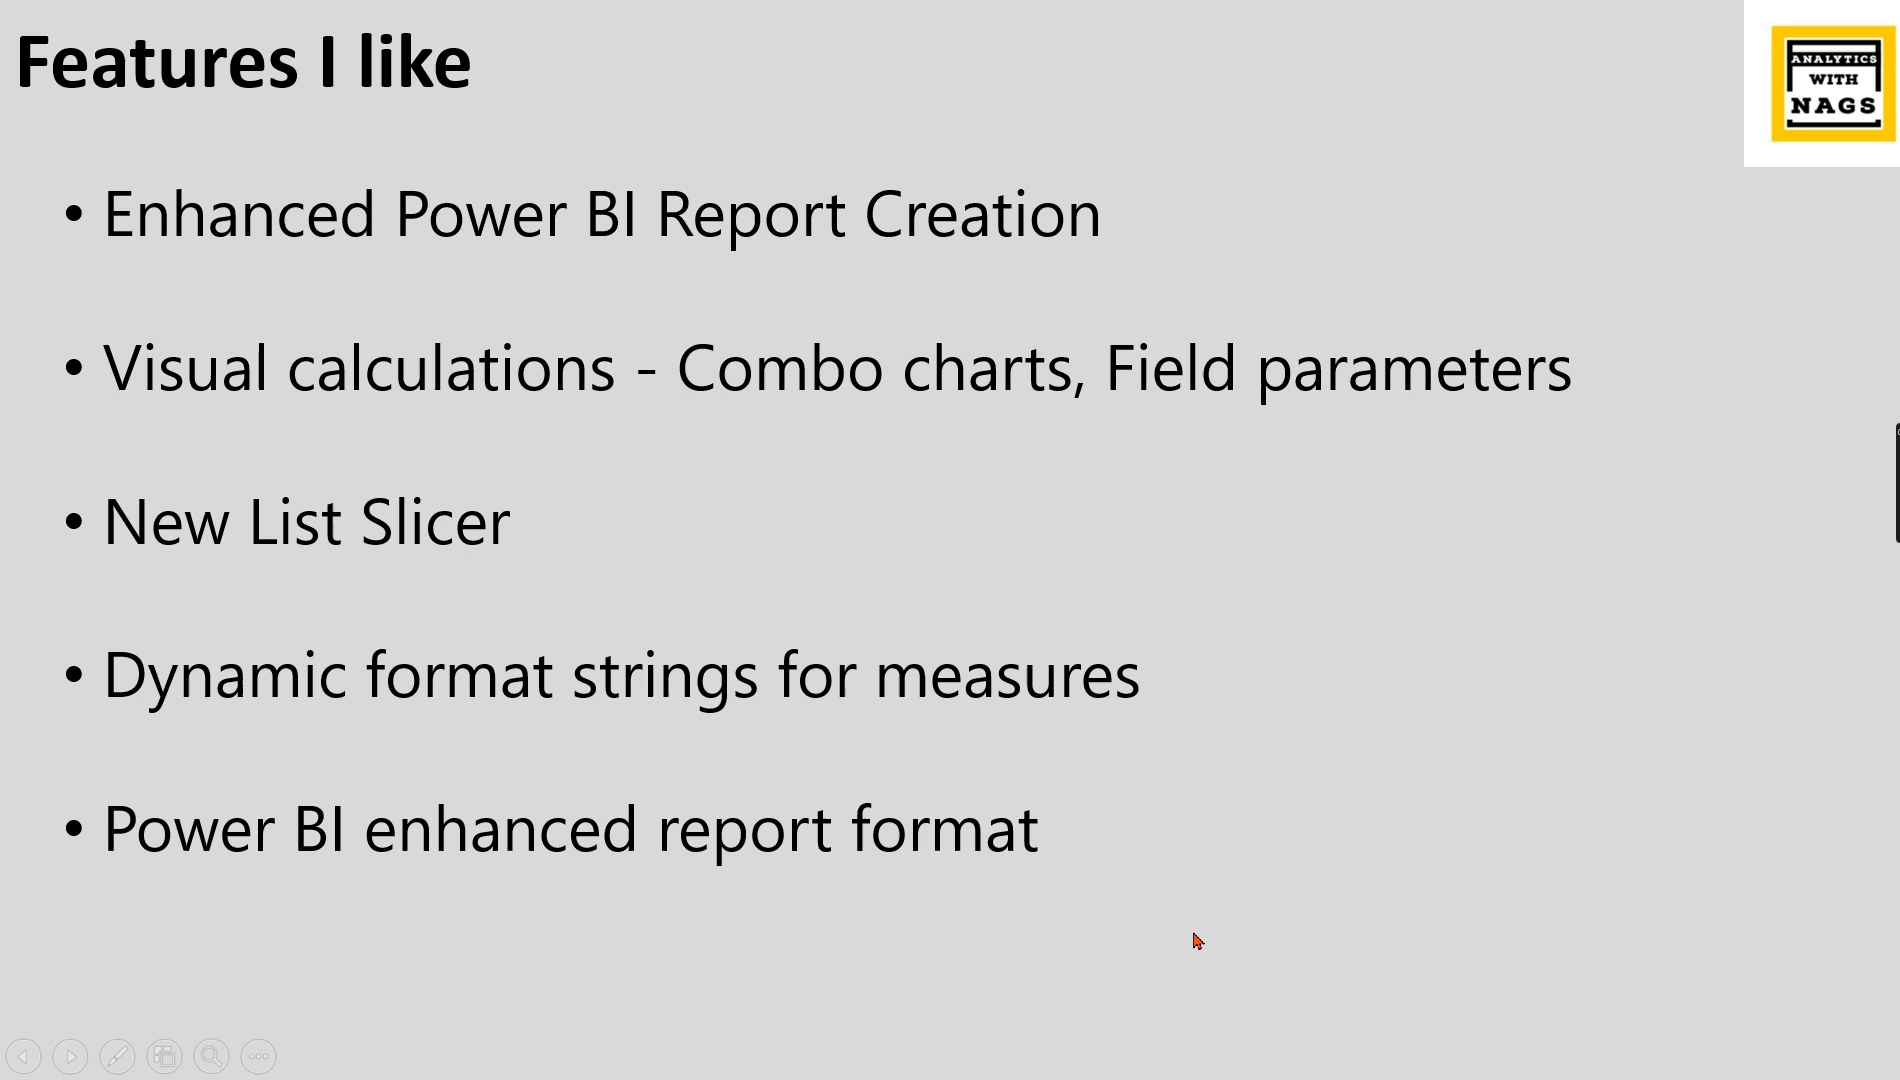 Features I like
ANALYTICS
WITH
NAGS
• Enhanced Power BI Report Creation
• Visual calculations - Combo charts, Field parameters
• New List Slicer
• Dynamic format strings for measures
• Power BI enhanced report format